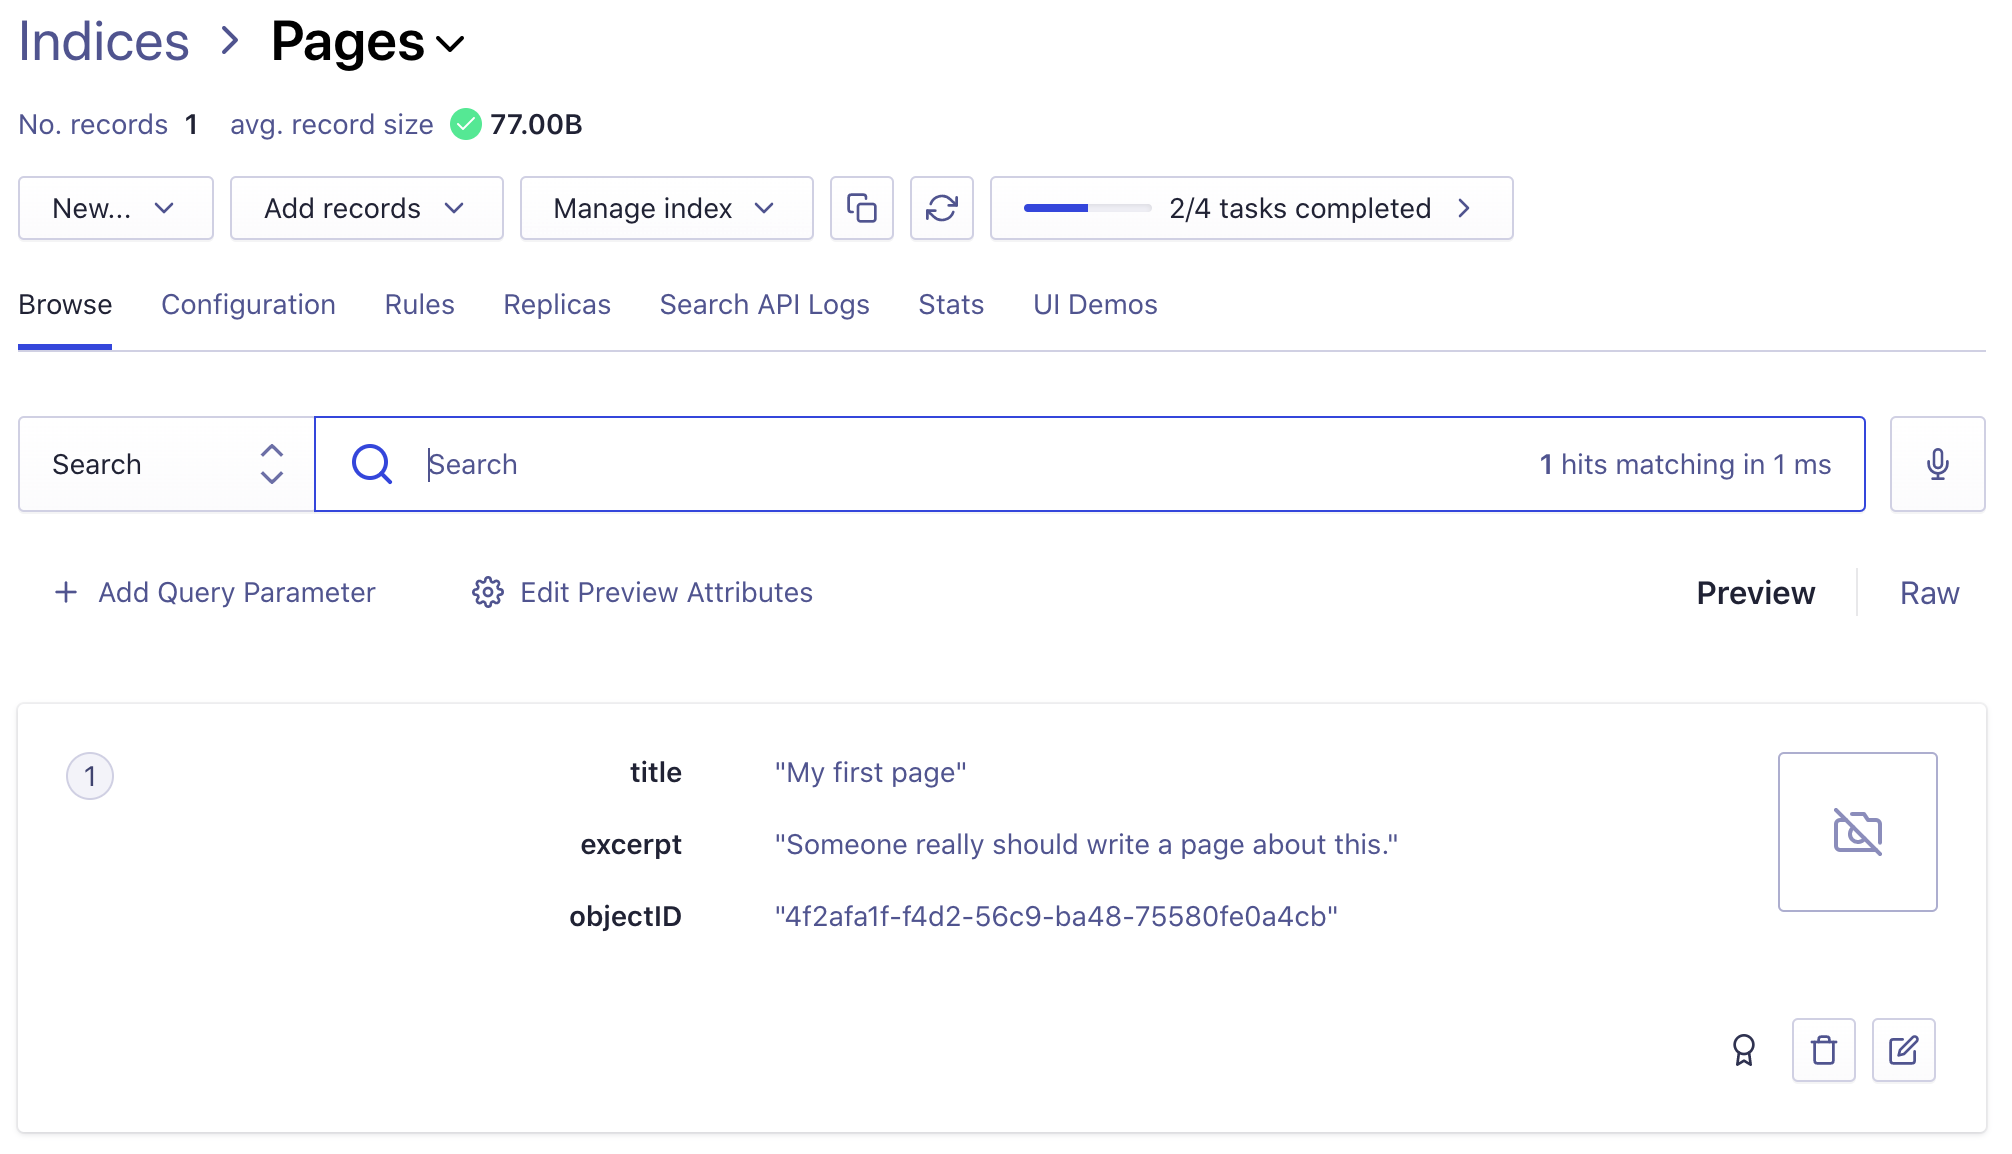 Indices > Pages
No. records 1 avg. record size 77.00B
New... Add records Manage index 2/4 tasks completed
Browse Configuration Rules Replicas Search API Logs Stats UI Demos
Search Search 1 hits matching in 1 ms
+ Add Query Parameter Edit Preview Attributes Preview Raw
1 title "My first page"
excerpt "Someone really should write a page about this."
objectID "4f2afa1f-f4d2-56c9-ba48-75580fe0a4cb"